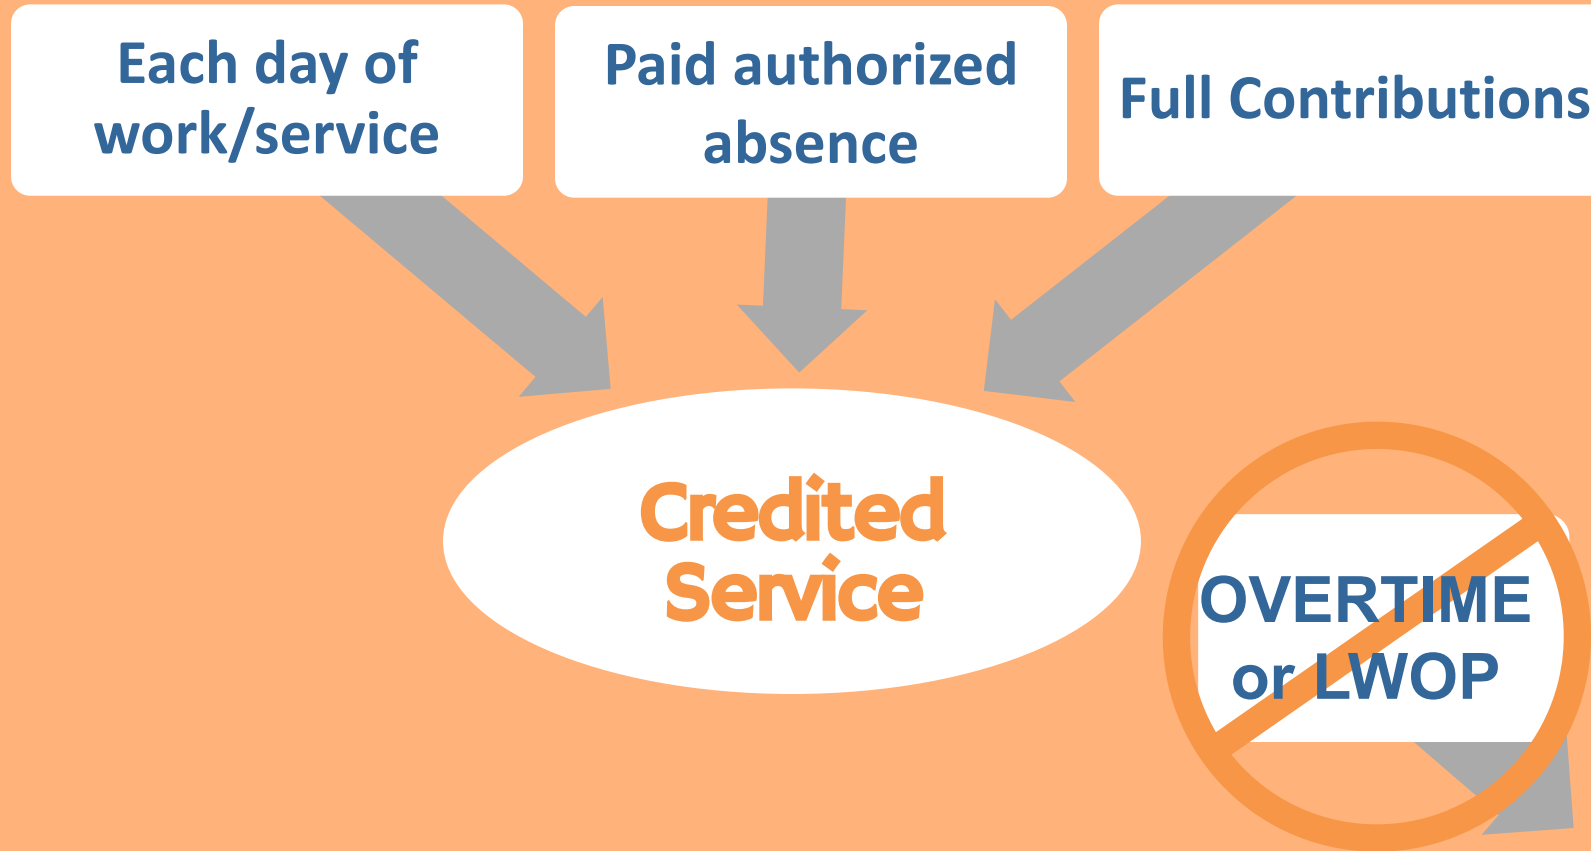 Each day of
work/service
Paid authorized
absence
Full Contributions
Credited
Service
OVERTIME
or LWOP